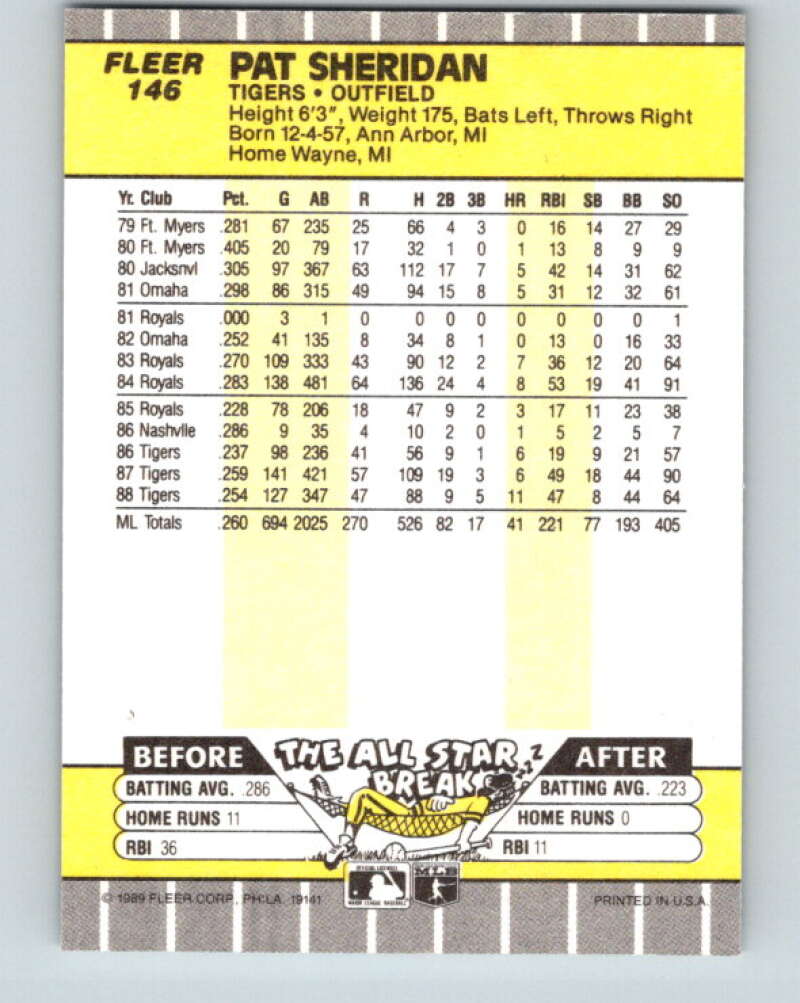 FLEER
146
PAT SHERIDAN
TIGERS • OUTFIELD
Height 6'3", Weight 175, Bats Left, Throws Right
Born 12-4-57, Ann Arbor, MI
Home Wayne, MI
Yr. Club Pct. G AB R H 2B 3B HR RBI SB BB SO
79 Ft. Myers .281 67 235 25 66 4 3 0 16 14 27 29
80 Ft. Myers .405 20 79 17 32 1 0 1 13 8 9 9
80 Jacksnvl .305 97 367 63 112 17 7 5 42 14 31 62
81 Omaha .298 86 315 49 94 15 8 5 31 12 32 61
81 Royals .000 3 1 0 0 0 0 0 0 0 0 1
82 Omaha .252 41 135 8 34 8 1 0 13 0 16 33
83 Royals .270 109 333 43 90 12 2 7 36 12 20 64
84 Royals .283 138 481 64 136 24 4 8 53 19 41 91
85 Royals .228 78 206 18 47 9 2 3 17 11 23 38
86 Nashvlle .286 9 35 4 10 2 0 1 5 2 5 7
86 Tigers .237 98 236 41 56 9 1 6 19 9 21 57
87 Tigers .259 141 421 57 109 19 3 6 49 18 44 90
88 Tigers .254 127 347 47 88 9 5 11 47 8 44 64
ML Totals .260 694 2025 270 526 82 17 41 221 77 193 405
BEFORE THE ALL STAR BREAK ZZZ AFTER
BATTING AVG. .286 BATTING AVG. .223
HOME RUNS 11 HOME RUNS 0
RBI 36 RBI 11
© 1989 FLEER CORP., PHILA. 19141 PRINTED IN U.S.A.
MLB
MAJOR LEAGUE BASEBALL